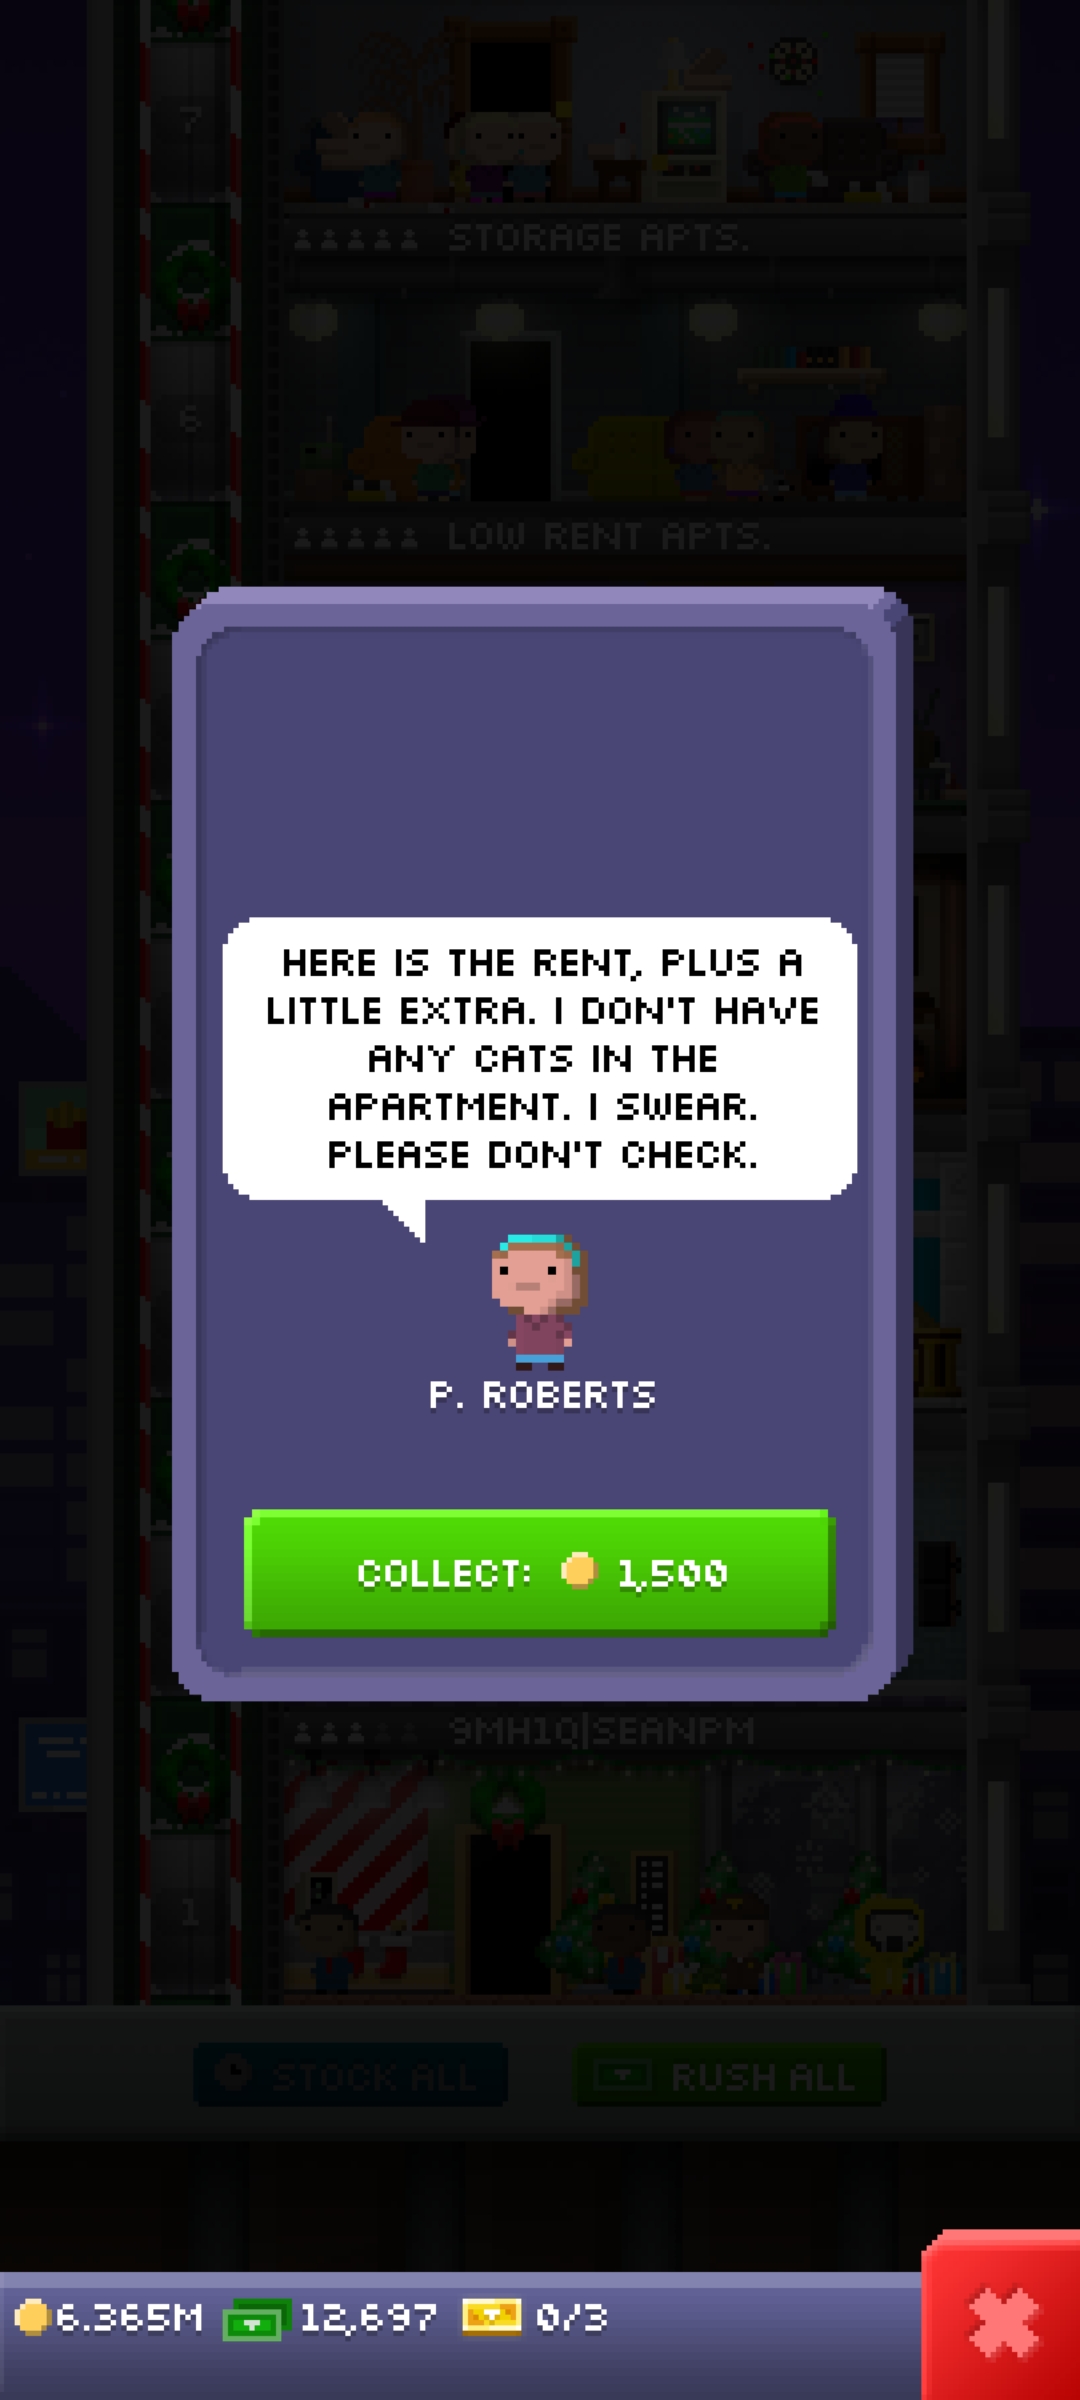 7
STORAGE APTS.
6
LOW RENT APTS.
HERE IS THE RENT, PLUS A
LITTLE EXTRA. I DON'T HAVE
ANY CATS IN THE
APARTMENT. I SWEAR.
PLEASE DON'T CHECK.
P. ROBERTS
COLLECT: 1,500
9MH1Q|SEANPM
1
STOCK ALL
RUSH ALL
6.365M 12,697 0/3